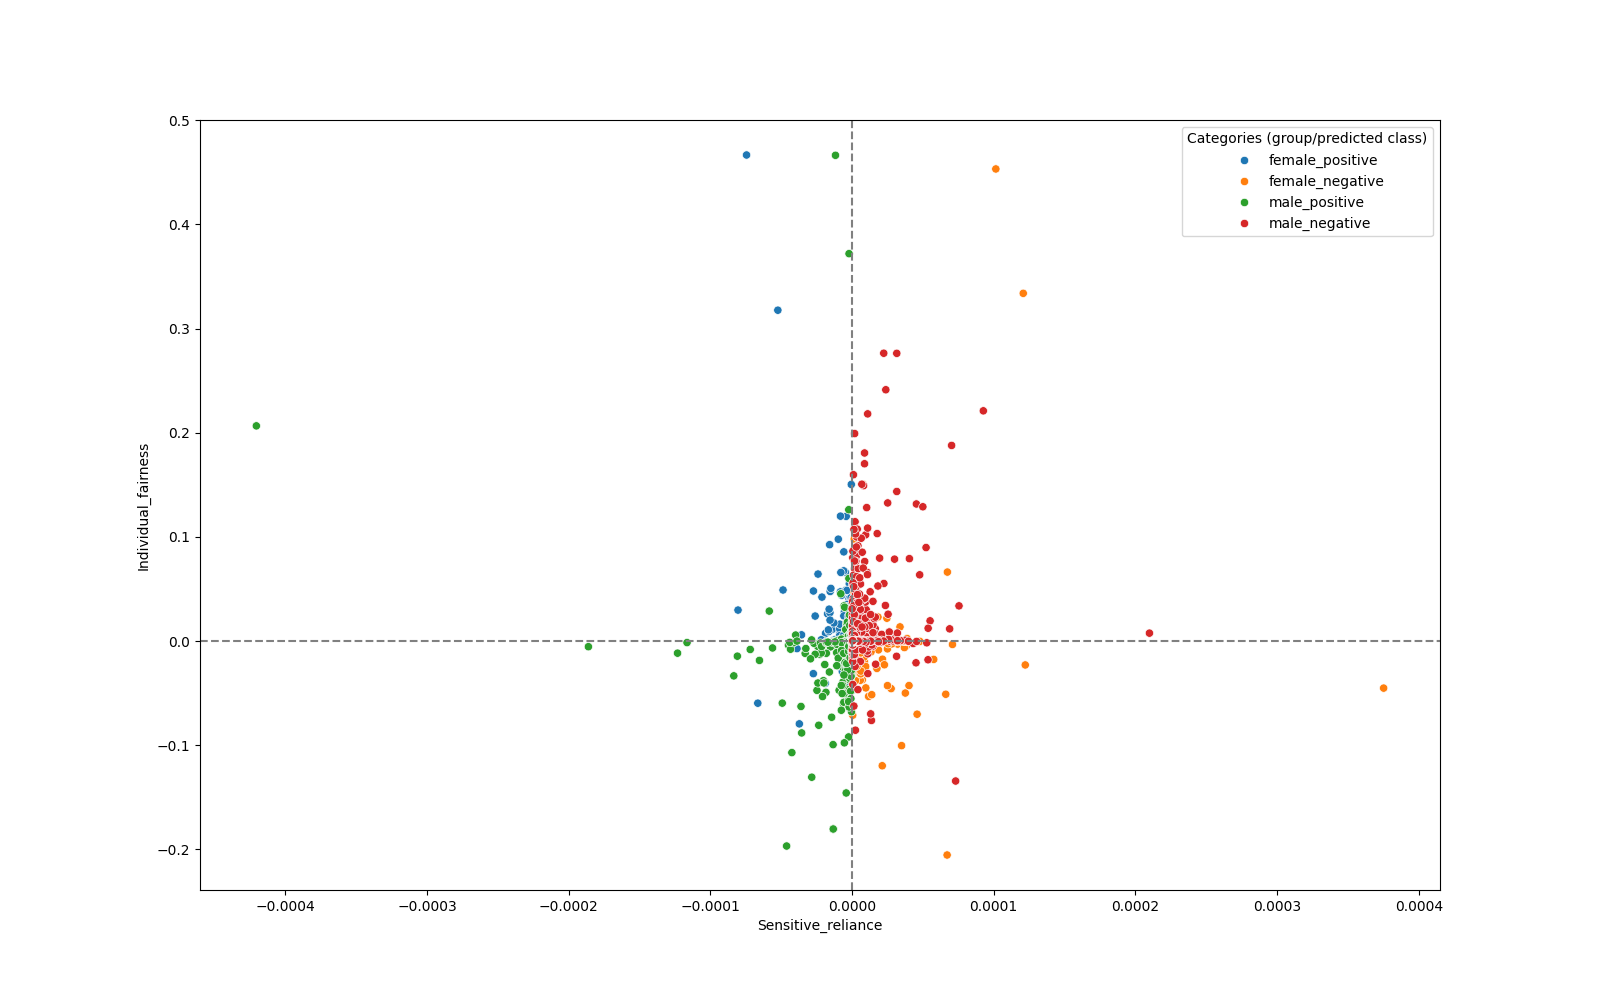 Categories (group/predicted class)
female_positive
female_negative
male_positive
male_negative
0.5
0.4
0.3
0.2
0.1
0.0
−0.1
−0.2
Individual_fairness
−0.0004
−0.0003
−0.0002
−0.0001
0.0000
0.0001
0.0002
0.0003
0.0004
Sensitive_reliance